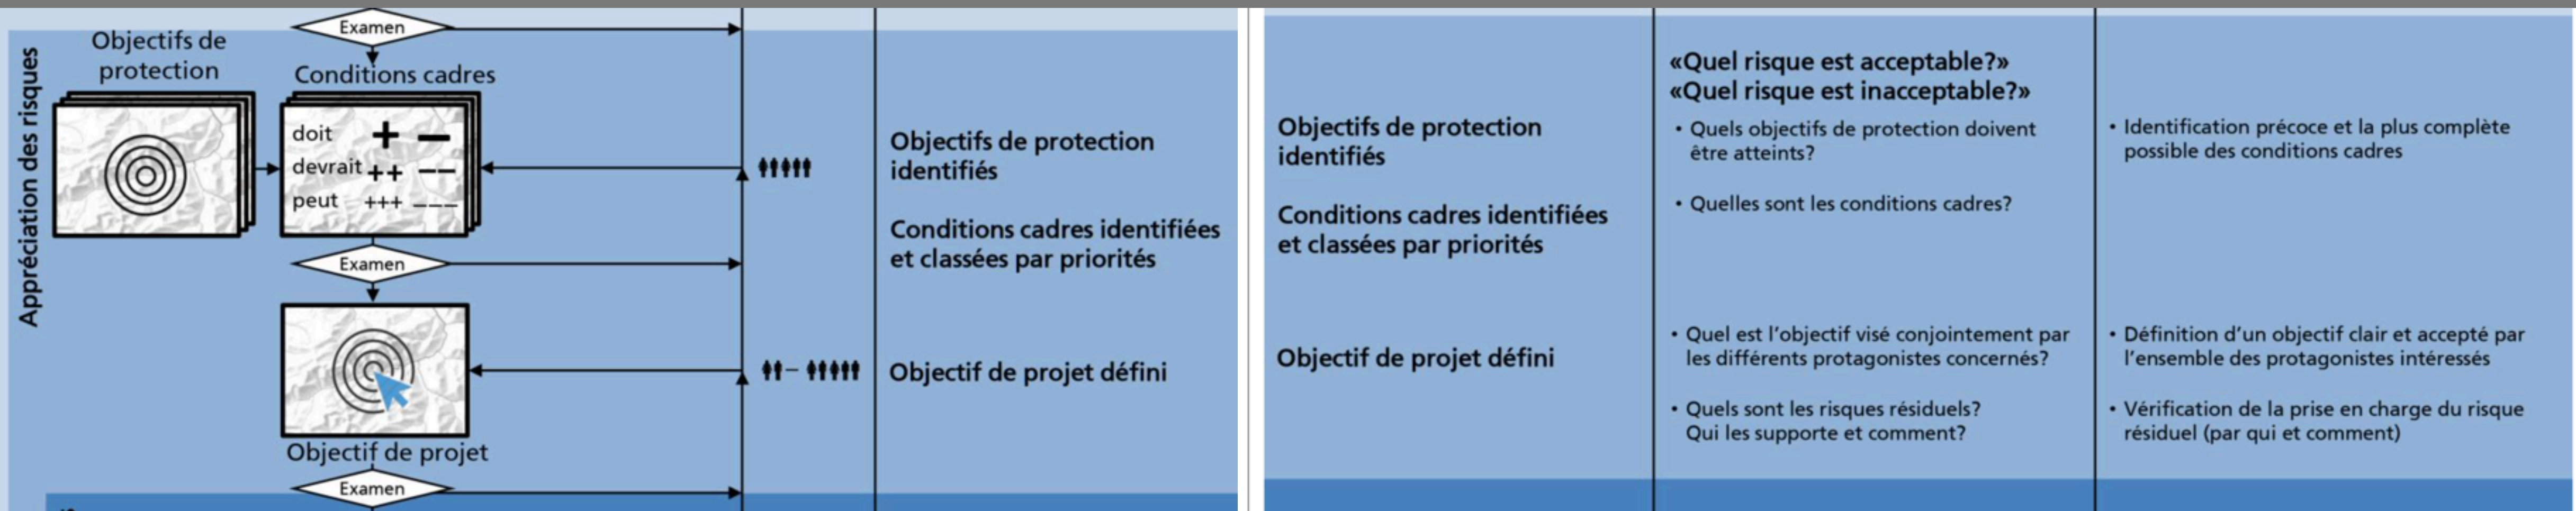 Appréciation des risques
Objectifs de
protection
Examen
Conditions cadres
doit + –
devrait ++ – –
peut +++ – – –
Examen
Objectif de projet
Examen
–
Objectifs de protection
identifiés
Conditions cadres identifiées
et classées par priorités
Objectif de projet défini
Objectifs de protection
identifiés
Conditions cadres identifiées
et classées par priorités
Objectif de projet défini
«Quel risque est acceptable?»
«Quel risque est inacceptable?»
• Quels objectifs de protection doivent
être atteints?
• Quelles sont les conditions cadres?
• Quel est l’objectif visé conjointement par
les différents protagonistes concernés?
• Quels sont les risques résiduels?
Qui les supporte et comment?
• Identification précoce et la plus complète
possible des conditions cadres
• Définition d’un objectif clair et accepté par
l’ensemble des protagonistes intéressés
• Vérification de la prise en charge du risque
résiduel (par qui et comment)